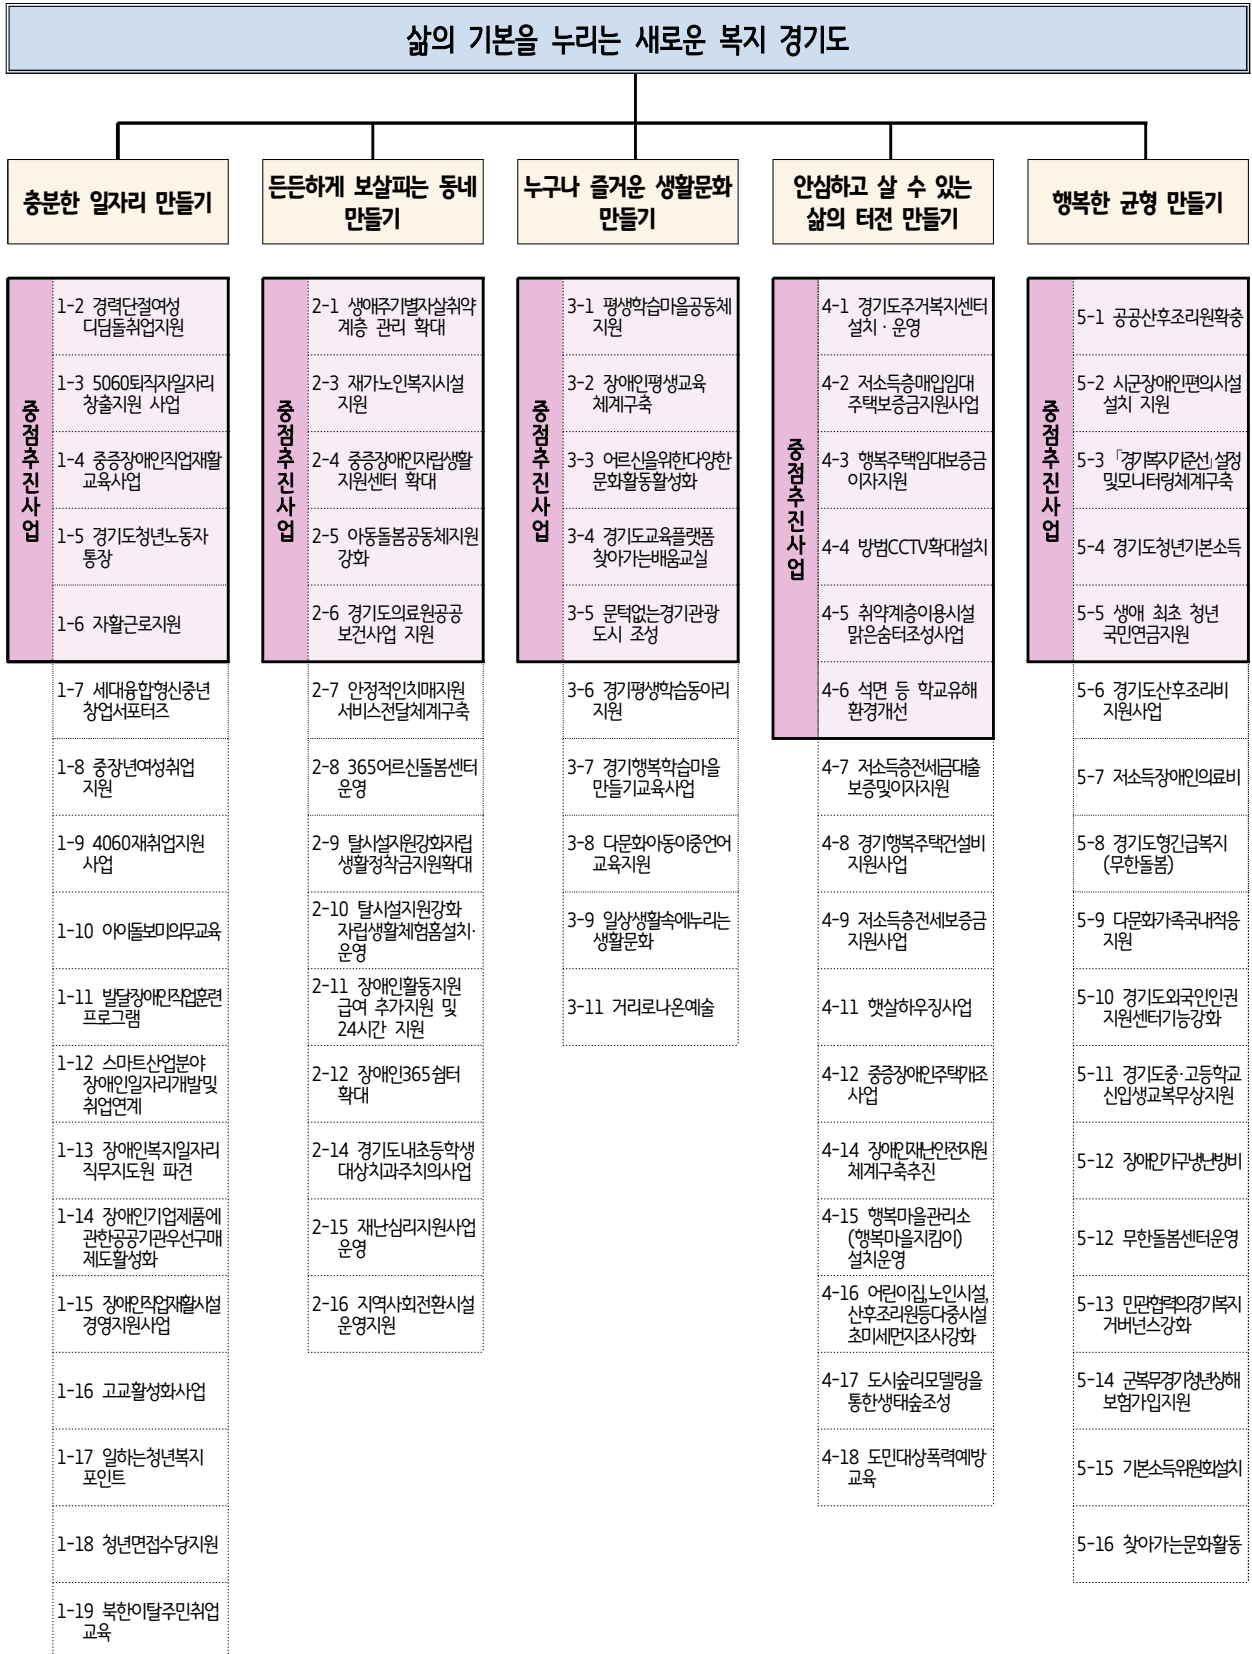 삶의 기본을 누리는 새로운 복지 경기도
충분한 일자리 만들기
든든하게 보살피는 동네
만들기
누구나 즐거운 생활문화
만들기
안심하고 살 수 있는
삶의 터전 만들기
행복한 균형 만들기
중점추진사업
1-2 경력단절여성
디딤돌취업지원
1-3 5060퇴직자일자리
창출지원 사업
1-4 중증장애인직업재활
교육사업
1-5 경기도청년노동자
통장
1-6 자활근로지원
1-7 세대융합형신중년
창업서포터즈
1-8 중장년여성취업
지원
1-9 4060재취업지원
사업
1-10 아이돌보미의무교육
1-11 발달장애인직업훈련
프로그램
1-12 스마트산업분야
장애인일자리개발및
취업연계
1-13 장애인복지일자리
직무지도원 파견
1-14 장애인기업제품에
관한공공기관우선구매
제도활성화
1-15 장애인직업재활시설
경영지원사업
1-16 고교활성화사업
1-17 일하는청년복지
포인트
1-18 청년면접수당지원
1-19 북한이탈주민취업
교육
중점추진사업
2-1 생애주기별자살취약
계층 관리 확대
2-3 재가노인복지시설
지원
2-4 중증장애인자립생활
지원센터 확대
2-5 아동돌봄공동체지원
강화
2-6 경기도의료원공공
보건사업 지원
2-7 안정적인치매지원
서비스전달체계구축
2-8 365어르신돌봄센터
운영
2-9 탈시설지원강화자립
생활정착금지원확대
2-10 탈시설지원강화
자립생활체험홈설치·
운영
2-11 장애인활동지원
급여 추가지원 및
24시간 지원
2-12 장애인365쉼터
확대
2-14 경기도내초등학생
대상치과주치의사업
2-15 재난심리지원사업
운영
2-16 지역사회전환시설
운영지원
중점추진사업
3-1 평생학습마을공동체
지원
3-2 장애인평생교육
체계구축
3-3 어르신을위한다양한
문화활동활성화
3-4 경기도교육플랫폼
찾아가는배움교실
3-5 문턱없는경기관광
도시 조성
3-6 경기평생학습동아리
지원
3-7 경기행복학습마을
만들기교육사업
3-8 다문화아동이중언어
교육지원
3-9 일상생활속에누리는
생활문화
3-11 거리로나온예술
중점추진사업
4-1 경기도주거복지센터
설치·운영
4-2 저소득층매입임대
주택보증금지원사업
4-3 행복주택임대보증금
이자지원
4-4 방범CCTV확대설치
4-5 취약계층이용시설
맑은숨터조성사업
4-6 석면 등 학교유해
환경개선
4-7 저소득층전세금대출
보증및이자지원
4-8 경기행복주택건설비
지원사업
4-9 저소득층전세보증금
지원사업
4-11 햇살하우징사업
4-12 중증장애인주택개조
사업
4-14 장애인재난안전지원
체계구축추진
4-15 행복마을관리소
(행복마을지킴이)
설치운영
4-16 어린이집,노인시설,
산후조리원등다중시설
초미세먼지조사강화
4-17 도시숲리모델링을
통한생태숲조성
4-18 도민대상폭력예방
교육
중점추진사업
5-1 공공산후조리원확충
5-2 시군장애인편의시설
설치 지원
5-3 「경기복지기준선」설정
및모니터링체계구축
5-4 경기도청년기본소득
5-5 생애 최초 청년
국민연금지원
5-6 경기도산후조리비
지원사업
5-7 저소득장애인의료비
5-8 경기도형긴급복지
(무한돌봄)
5-9 다문화가족국내적응
지원
5-10 경기도외국인인권
지원센터기능강화
5-11 경기도중·고등학교
신입생교복무상지원
5-12 장애인가구냉난방비
5-12 무한돌봄센터운영
5-13 민관협력의경기복지
거버넌스강화
5-14 군복무경기청년상해
보험가입지원
5-15 기본소득위원회설치
5-16 찾아가는문화활동